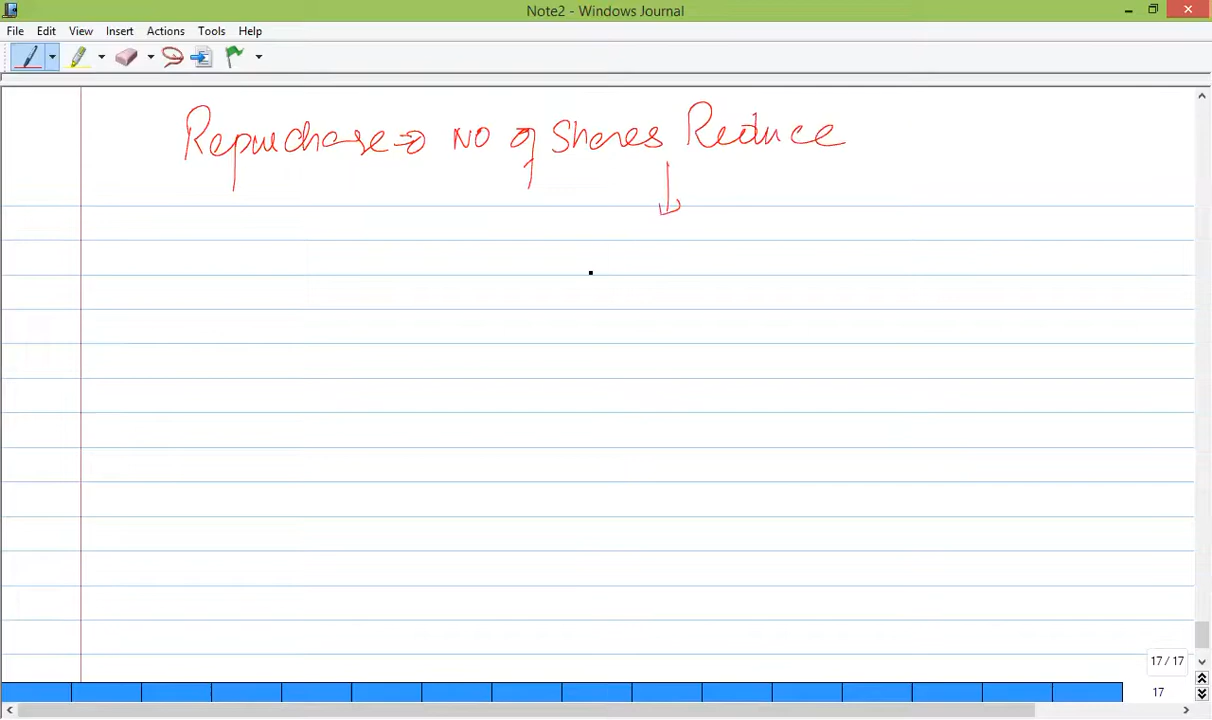 Note2 - Windows Journal
File Edit View Insert Actions Tools Help
Repurchase ⇒ No of Shares Reduce
17 / 17
17